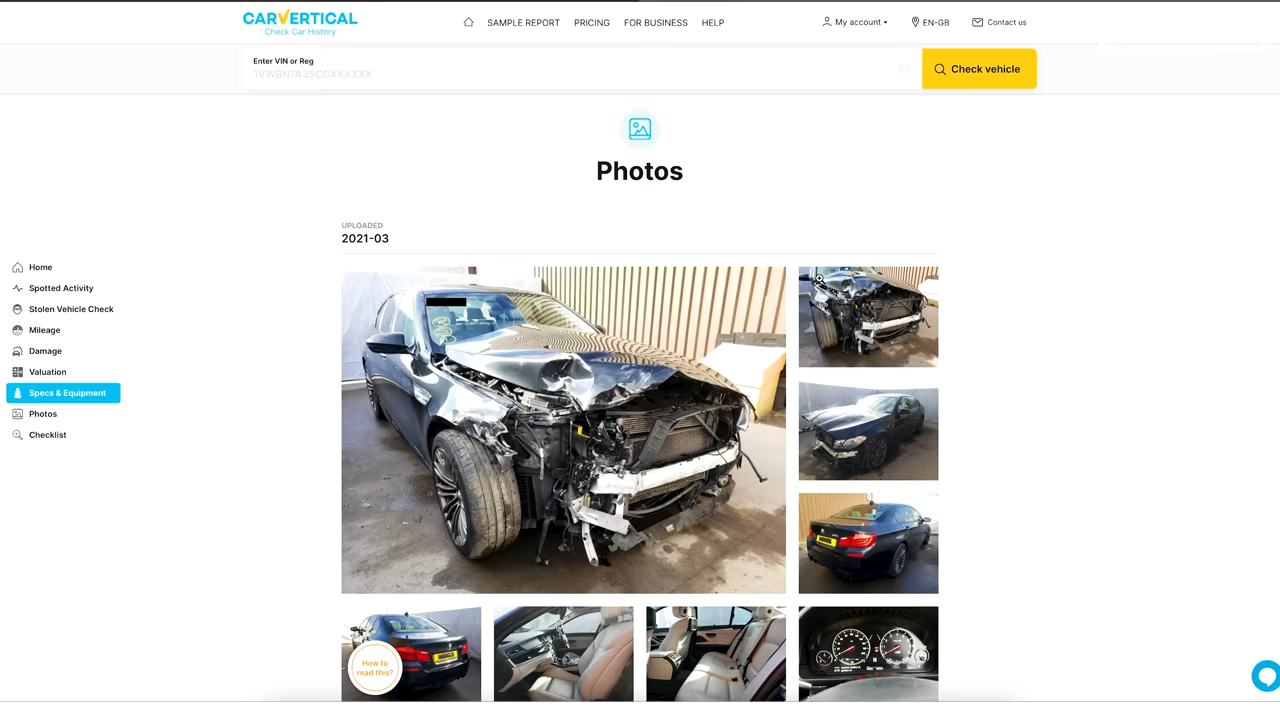 CARVERTICAL
Check Car History
SAMPLE REPORT
PRICING
FOR BUSINESS
HELP
My account
EN-GB
Contact us
Enter VIN or Reg
1VWBN7A35CCXXXXXX
Check vehicle
Photos
UPLOADED
2021-03
Home
Spotted Activity
Stolen Vehicle Check
Mileage
Damage
Valuation
Specs & Equipment
Photos
Checklist
How to
read this?